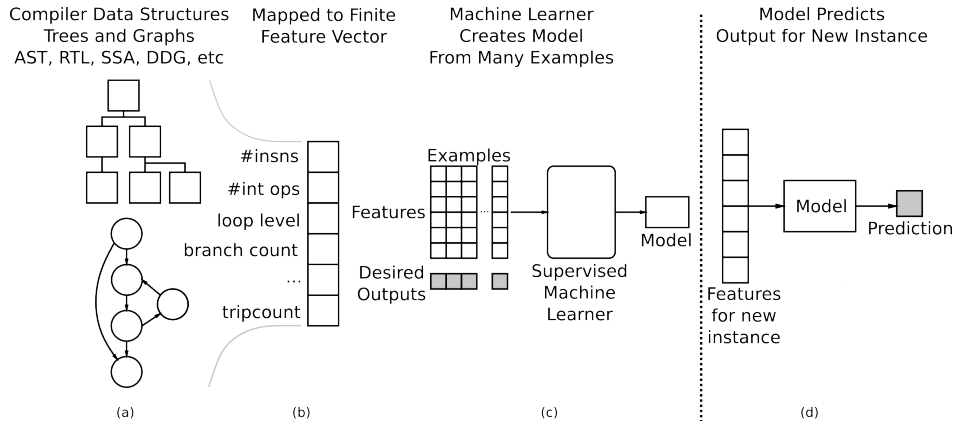 Compiler Data Structures
Trees and Graphs
AST, RTL, SSA, DDG, etc
Mapped to Finite
Feature Vector
Machine Learner
Creates Model
From Many Examples
Model Predicts
Output for New Instance
#insns
#int ops
loop level
branch count
...
tripcount
Examples
Features
...
Desired
Outputs
Supervised
Machine
Learner
Model
Model
Prediction
Features
for new
instance
(a)
(b)
(c)
(d)